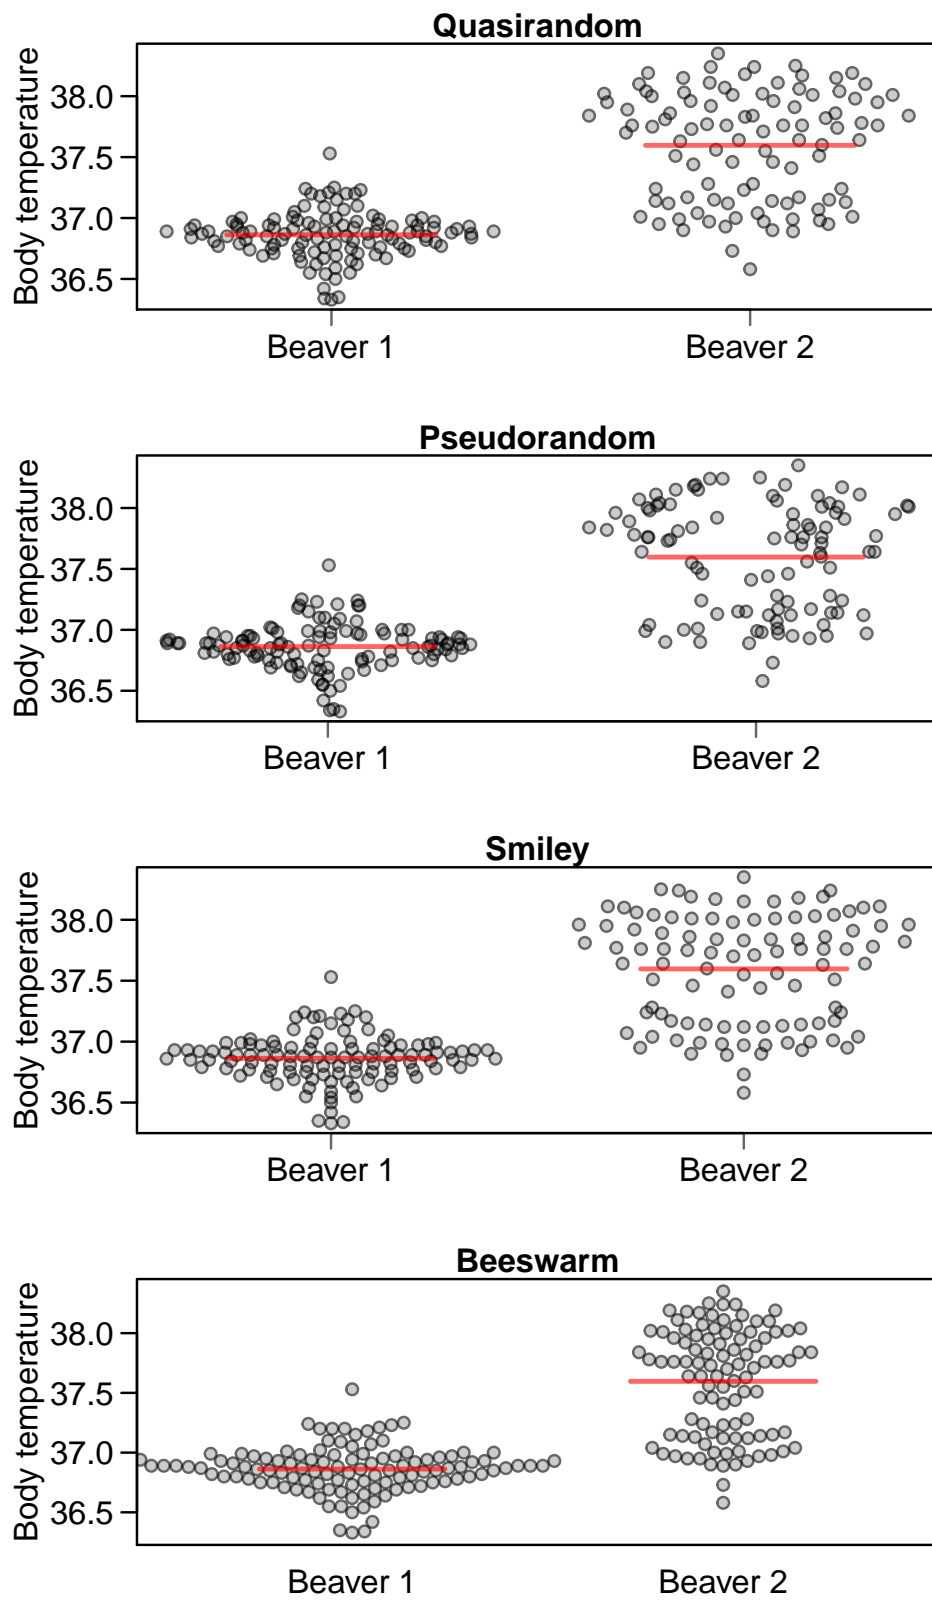 Quasirandom
Body temperature
38.0
37.5
37.0
36.5
Beaver 1 Beaver 2
Pseudorandom
Body temperature
38.0
37.5
37.0
36.5
Beaver 1 Beaver 2
Smiley
Body temperature
38.0
37.5
37.0
36.5
Beaver 1 Beaver 2
Beeswarm
Body temperature
38.0
37.5
37.0
36.5
Beaver 1 Beaver 2